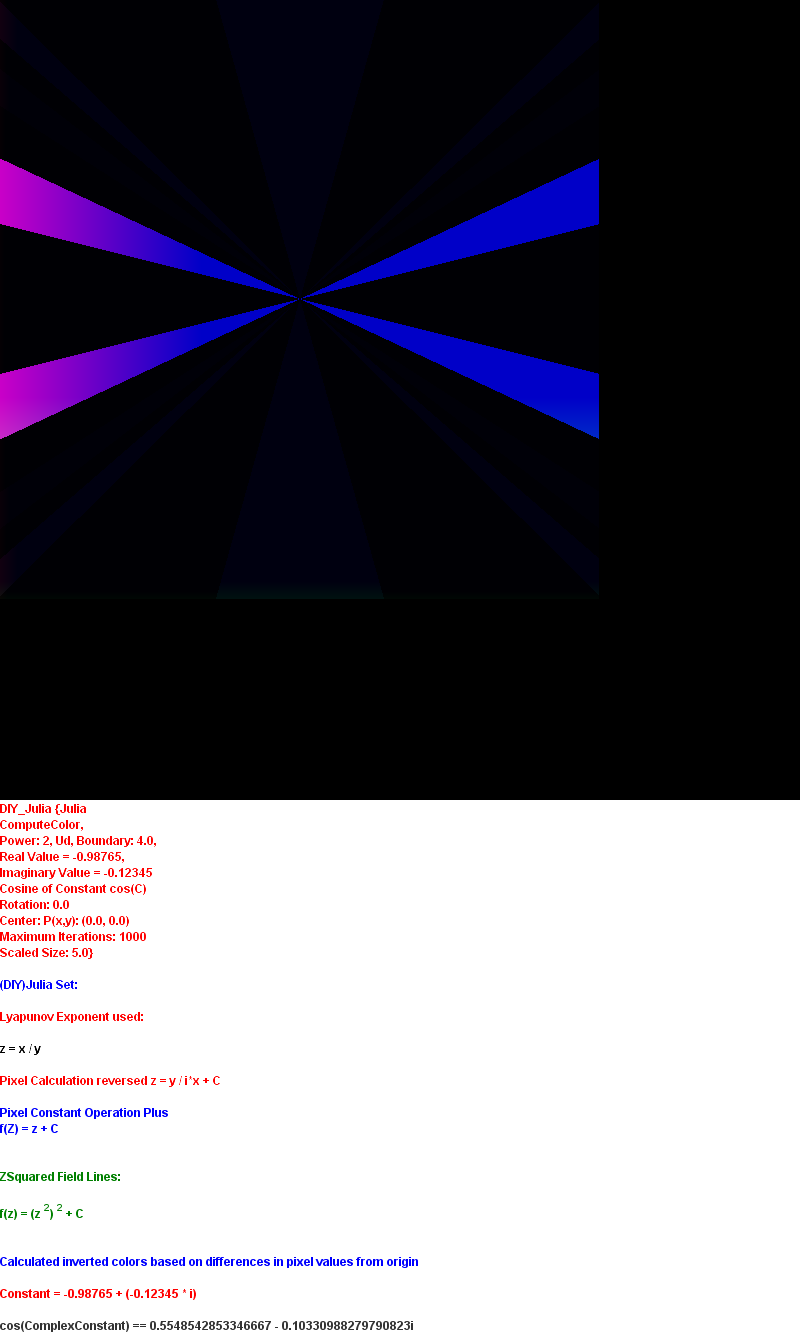 DIY_Julia {Julia
ComputeColor,
Power: 2, Ud, Boundary: 4.0,
Real Value = -0.98765,
Imaginary Value = -0.12345
Cosine of Constant cos(C)
Rotation: 0.0
Center: P(x,y): (0.0, 0.0)
Maximum Iterations: 1000
Scaled Size: 5.0}
(DIY)Julia Set:
Lyapunov Exponent used:
z = x / y
Pixel Calculation reversed z = y / i*x + C
Pixel Constant Operation Plus
f(Z) = z + C
ZSquared Field Lines:
f(z) = (z ²) ² + C
Calculated inverted colors based on differences in pixel values from origin
Constant = -0.98765 + (-0.12345 * i)
cos(ComplexConstant) == 0.5548542853346667 - 0.10330988279790823i